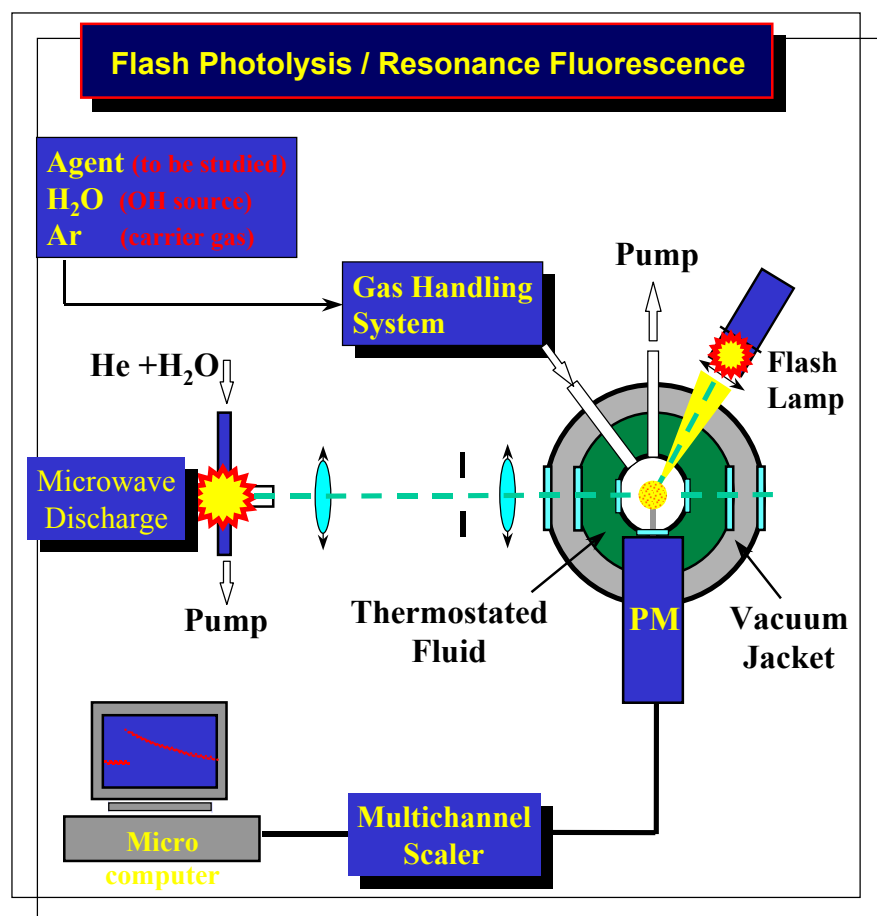 Flash Photolysis / Resonance Fluorescence
Agent (to be studied)
H₂O (OH source)
Ar (carrier gas)
Gas Handling
System
Pump
Flash
Lamp
He +H₂O
Microwave
Discharge
Pump
Thermostated
Fluid
PM
Vacuum
Jacket
Micro
computer
Multichannel
Scaler